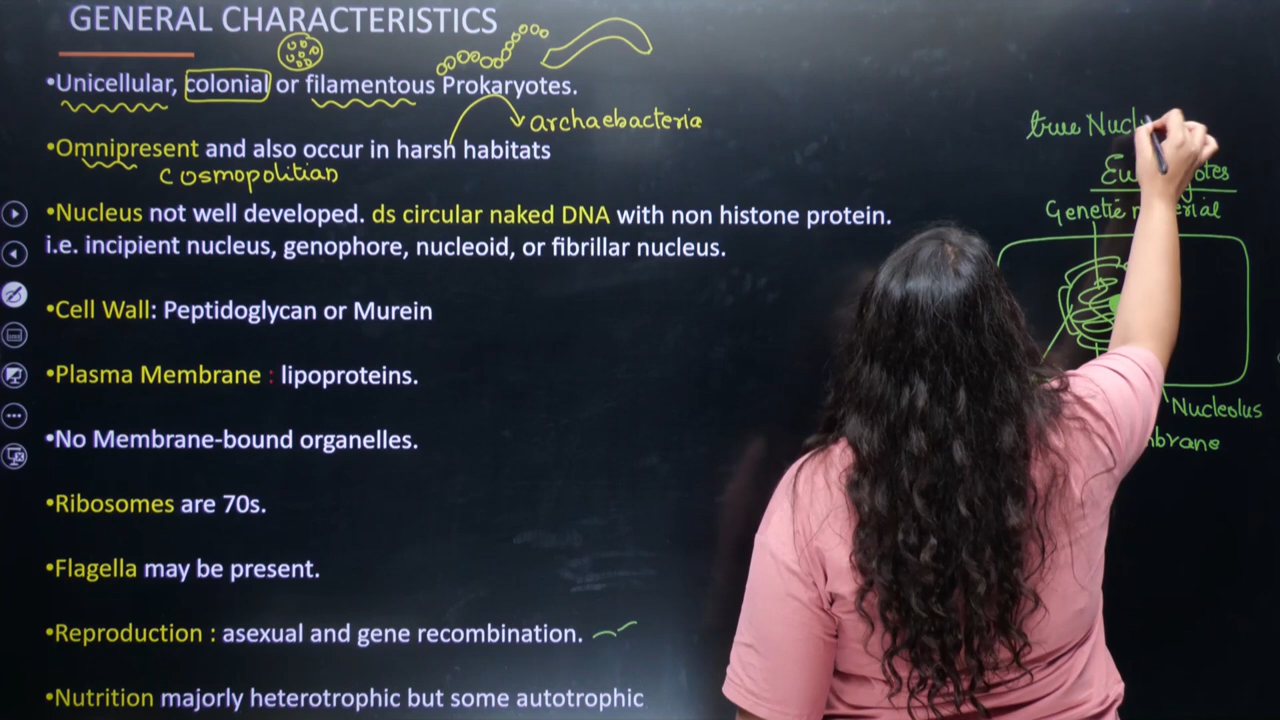 GENERAL CHARACTERISTICS
•Unicellular, colonial or filamentous Prokaryotes.
archaebacteria
•Omnipresent and also occur in harsh habitats
cosmopolitian
•Nucleus not well developed. ds circular naked DNA with non histone protein.
i.e. incipient nucleus, genophore, nucleoid, or fibrillar nucleus.
•Cell Wall: Peptidoglycan or Murein
•Plasma Membrane : lipoproteins.
•No Membrane-bound organelles.
•Ribosomes are 70s.
•Flagella may be present.
•Reproduction : asexual and gene recombination.
•Nutrition majorly heterotrophic but some autotrophic
true
Genetic
Nucleolus